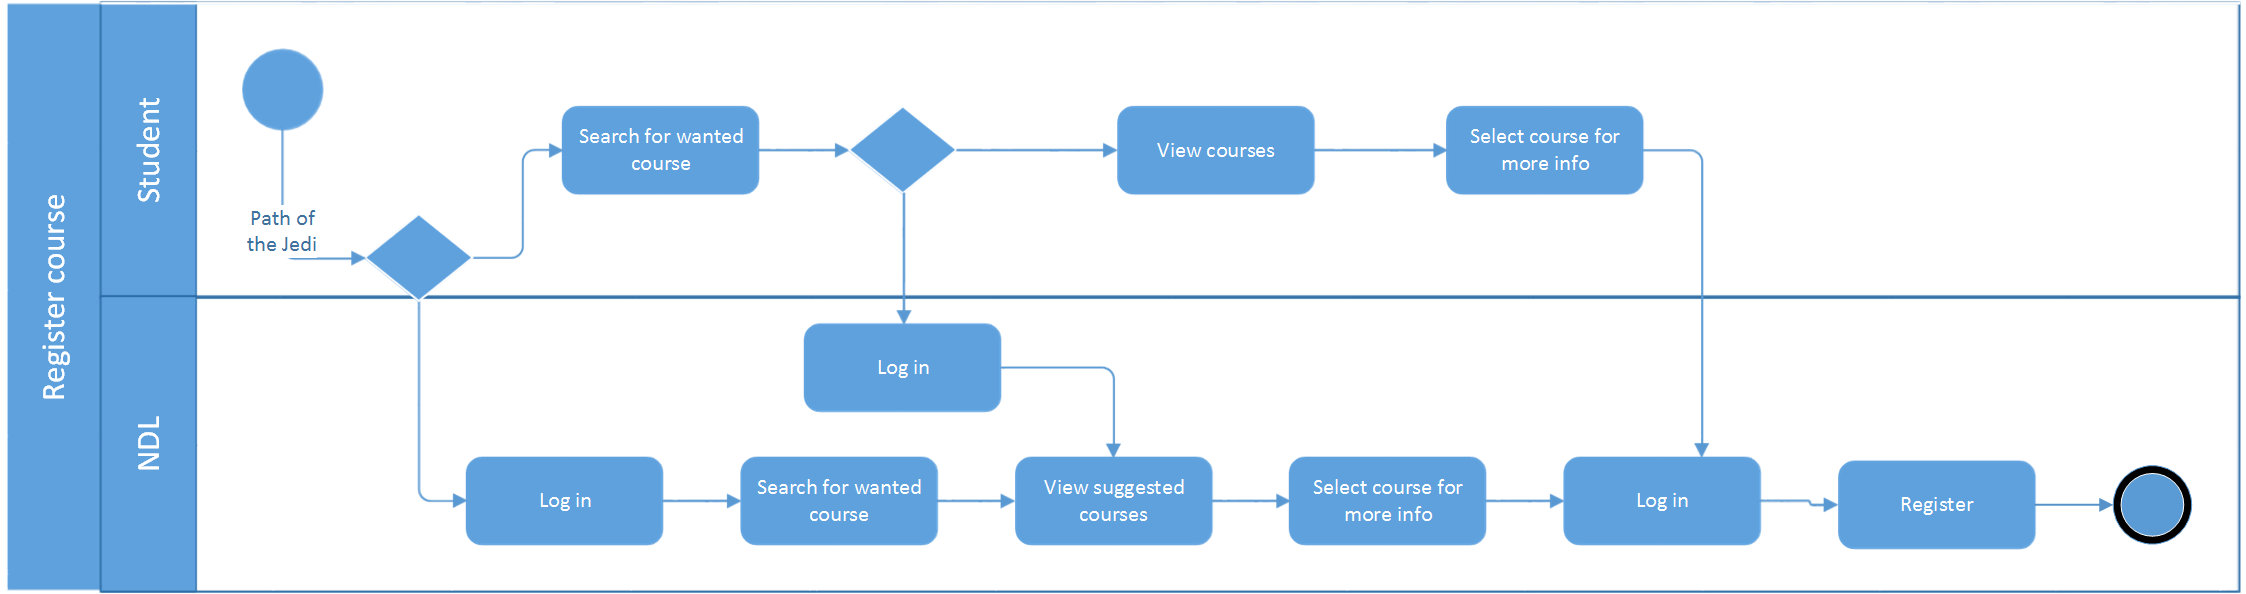 Register course
Student
NDL
Path of
the Jedi
Search for wanted
course
View courses
Select course for
more info
Log in
Log in
Search for wanted
course
View suggested
courses
Select course for
more info
Log in
Register